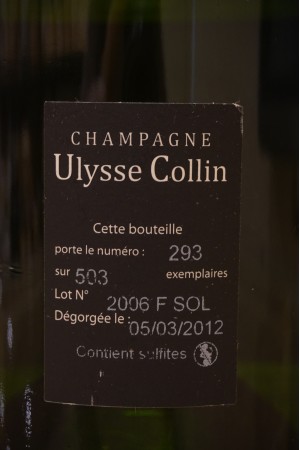 CHAMPAGNE
Ulysse Collin
Cette bouteille
porte le numéro : 293
sur 503 exemplaires
Lot N° 2006 F SOL
Dégorgée le : 05/03/2012
Contient sulfites